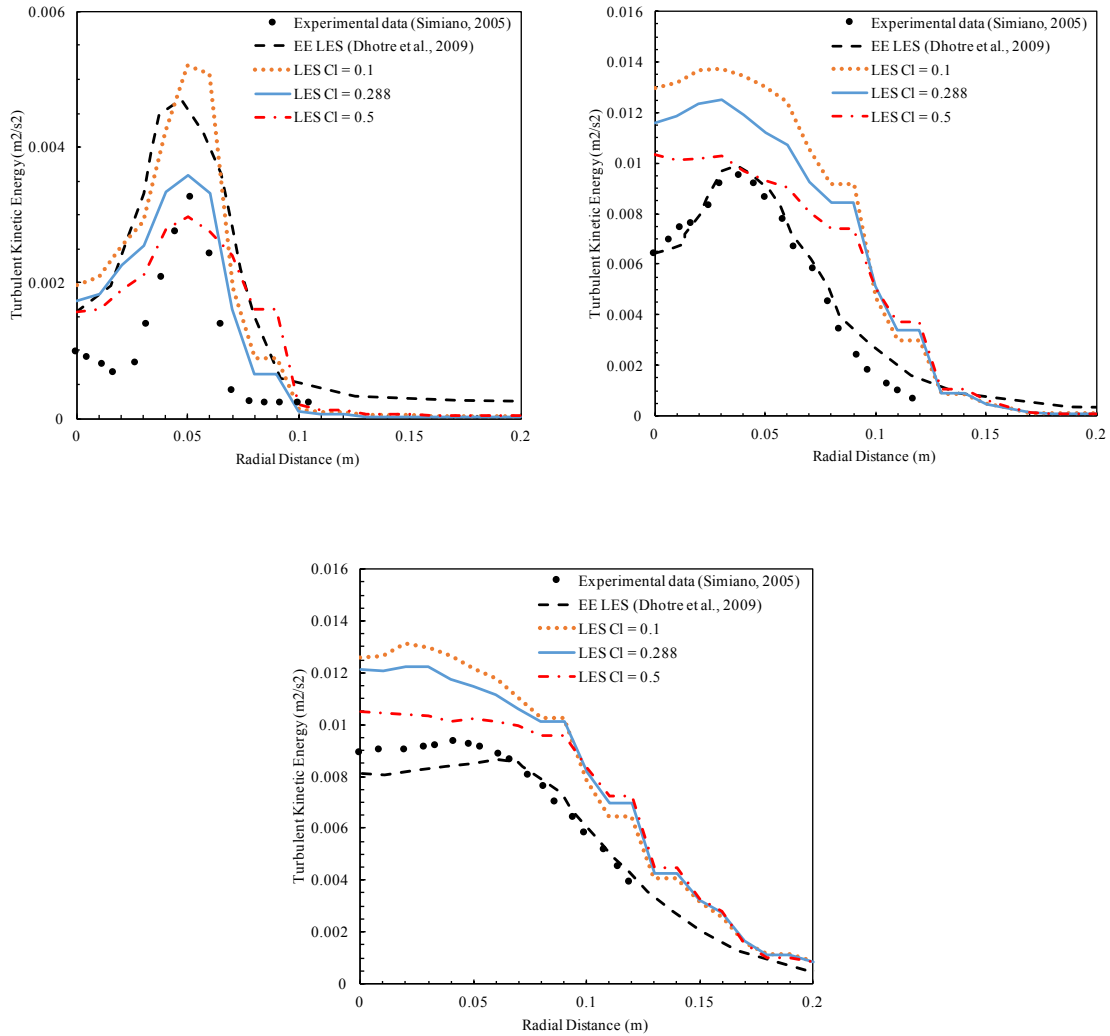 0.006
0.004
0.002
0
0 0.05 0.1 0.15 0.2
Turbulent Kinetic Energy (m2/s2)
Radial Distance (m)
Experimental data (Simiano, 2005)
EE LES (Dhotre et al., 2009)
LES Cl = 0.1
LES Cl = 0.288
LES Cl = 0.5
0.016
0.014
0.012
0.01
0.008
0.006
0.004
0.002
0
0 0.05 0.1 0.15 0.2
Turbulent Kinetic Energy (m2/s2)
Radial Distance (m)
Experimental data (Simiano, 2005)
EE LES (Dhotre et al., 2009)
LES Cl = 0.1
LES Cl = 0.288
LES Cl = 0.5
0.016
0.014
0.012
0.01
0.008
0.006
0.004
0.002
0
0 0.05 0.1 0.15 0.2
Turbulent Kinetic Energy (m2/s2)
Radial Distance (m)
Experimental data (Simiano, 2005)
EE LES (Dhotre et al., 2009)
LES Cl = 0.1
LES Cl = 0.288
LES Cl = 0.5